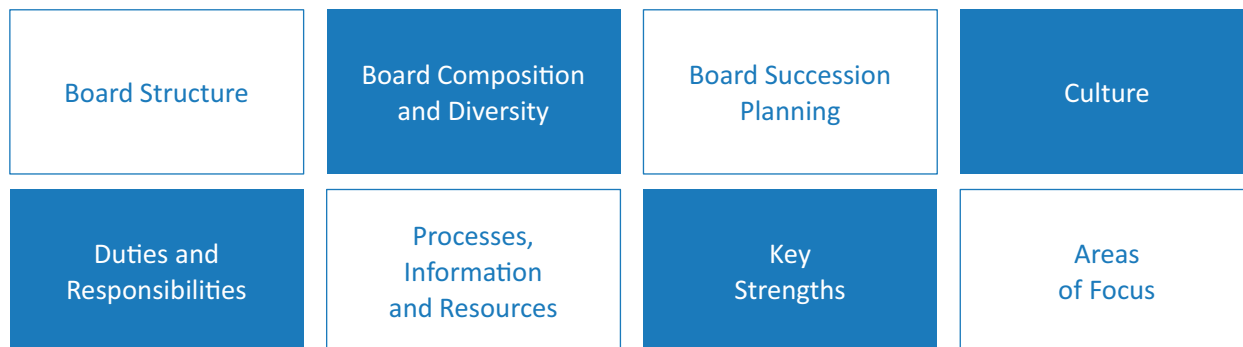 Board Structure
Board Composition
and Diversity
Board Succession
Planning
Culture
Duties and
Responsibilities
Processes,
Information
and Resources
Key
Strengths
Areas
of Focus